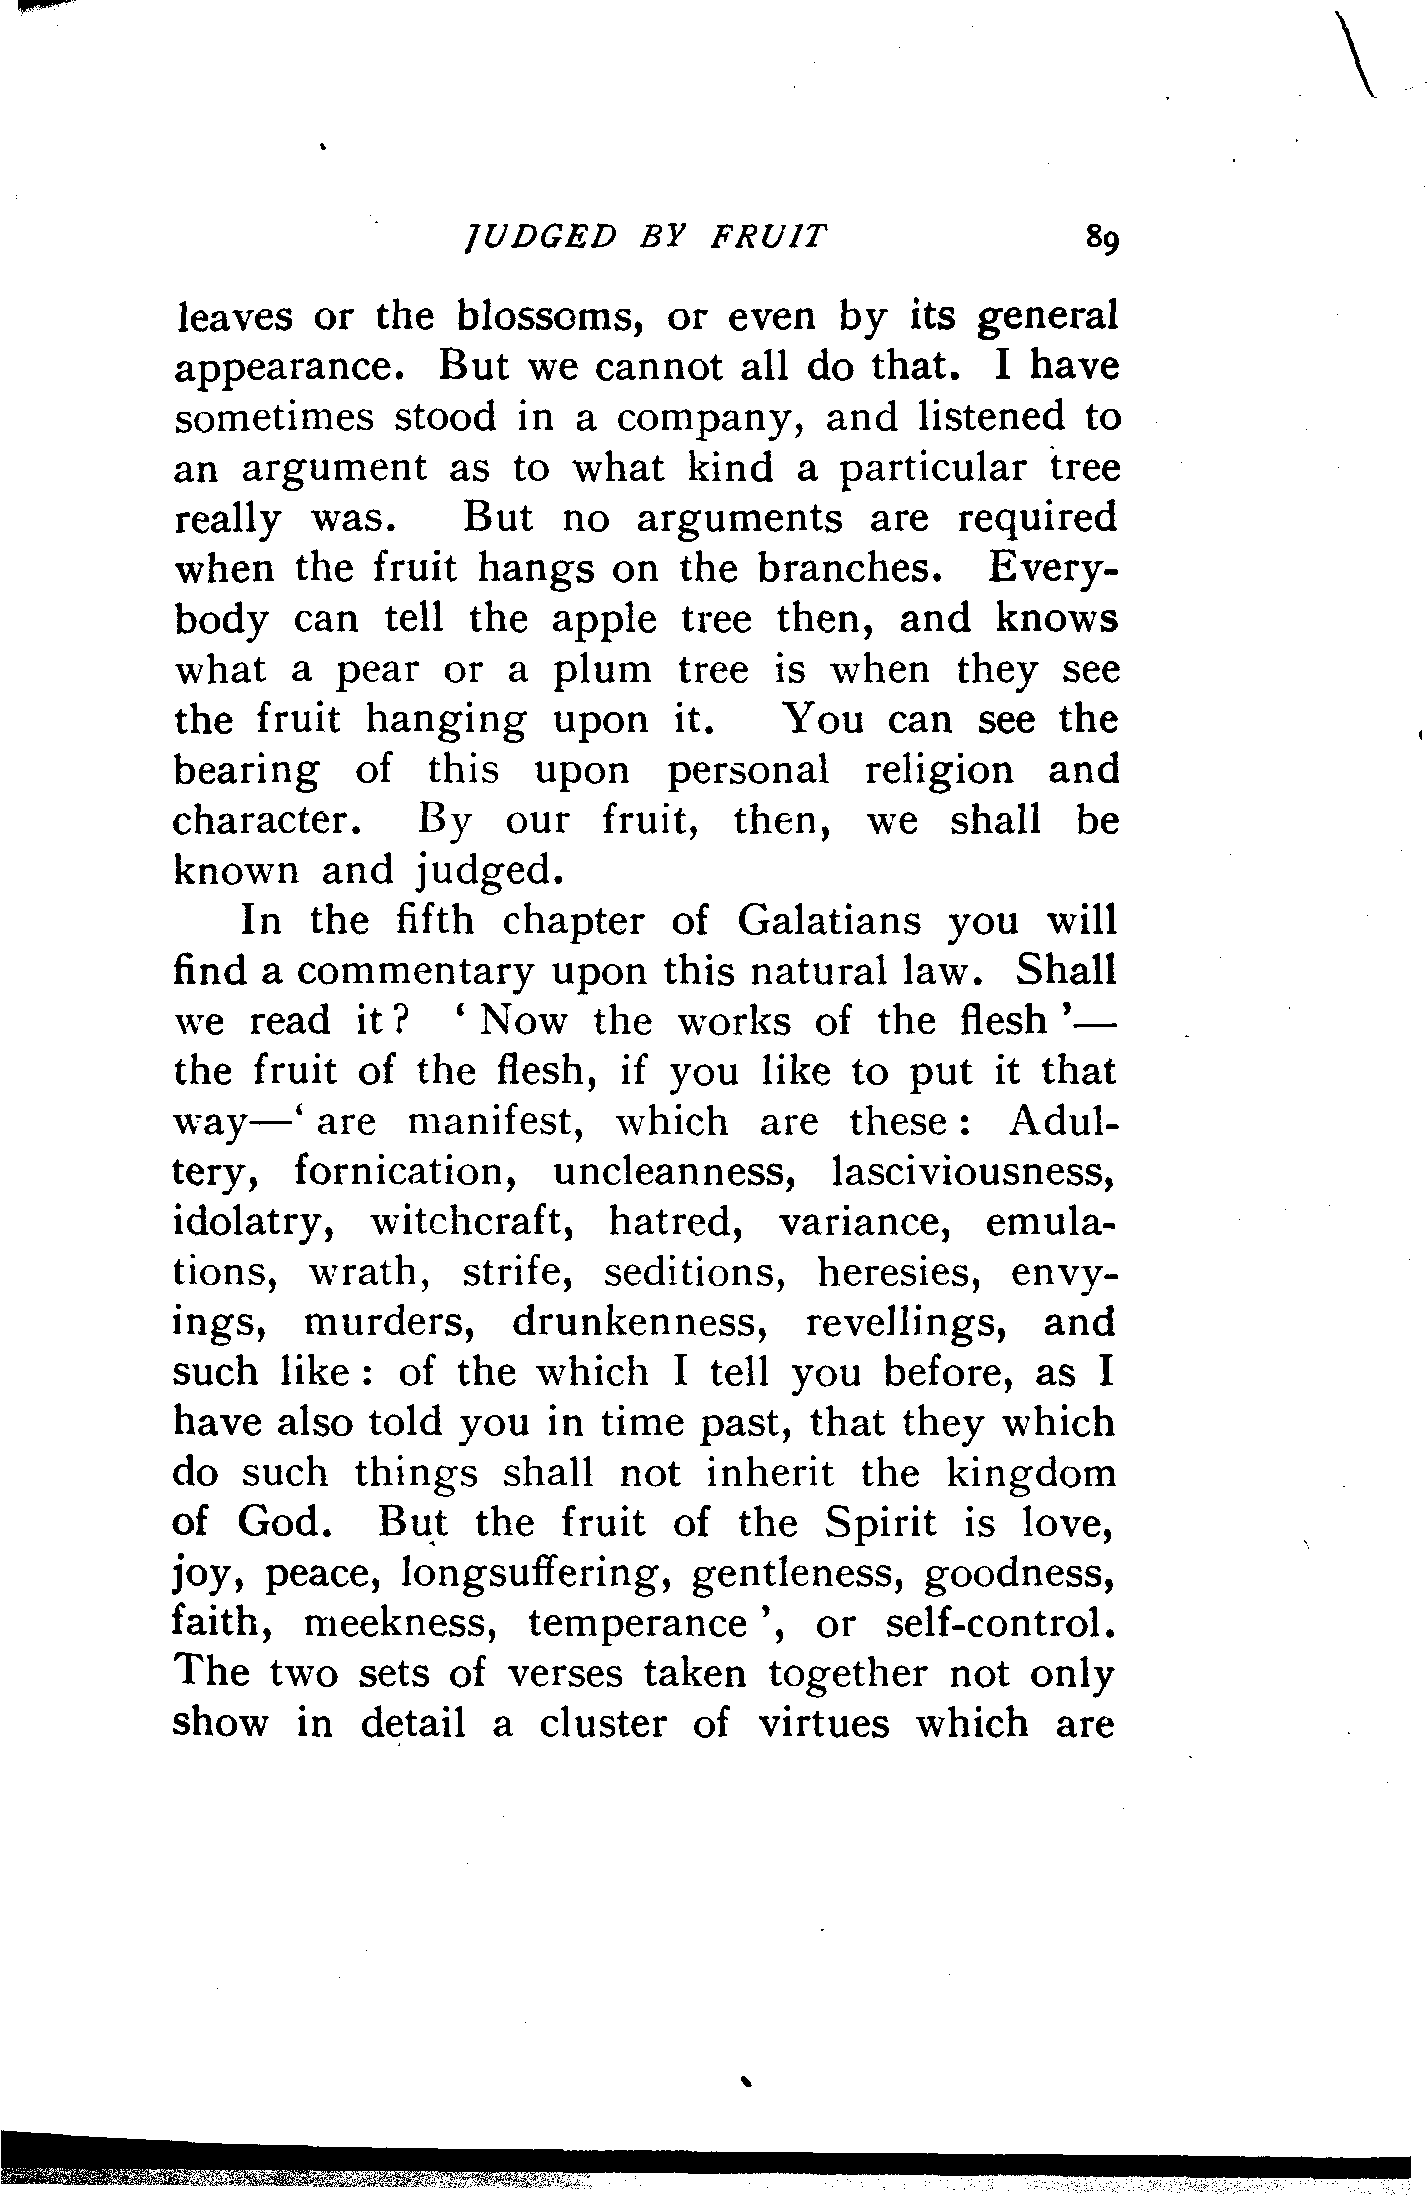 JUDGED BY FRUIT 89
leaves or the blossoms, or even by its general
appearance. But we cannot all do that. I have
sometimes stood in a company, and listened to
an argument as to what kind a particular tree
really was. But no arguments are required
when the fruit hangs on the branches. Every-
body can tell the apple tree then, and knows
what a pear or a plum tree is when they see
the fruit hanging upon it. You can see the
bearing of this upon personal religion and
character. By our fruit, then, we shall be
known and judged.
In the fifth chapter of Galatians you will
find a commentary upon this natural law. Shall
we read it? ‘Now the works of the flesh’—
the fruit of the flesh, if you like to put it that
way—‘are manifest, which are these: Adul-
tery, fornication, uncleanness, lasciviousness,
idolatry, witchcraft, hatred, variance, emula-
tions, wrath, strife, seditions, heresies, envy-
ings, murders, drunkenness, revellings, and
such like: of the which I tell you before, as I
have also told you in time past, that they which
do such things shall not inherit the kingdom
of God. But the fruit of the Spirit is love,
joy, peace, longsuffering, gentleness, goodness,
faith, meekness, temperance’, or self-control.
The two sets of verses taken together not only
show in detail a cluster of virtues which are